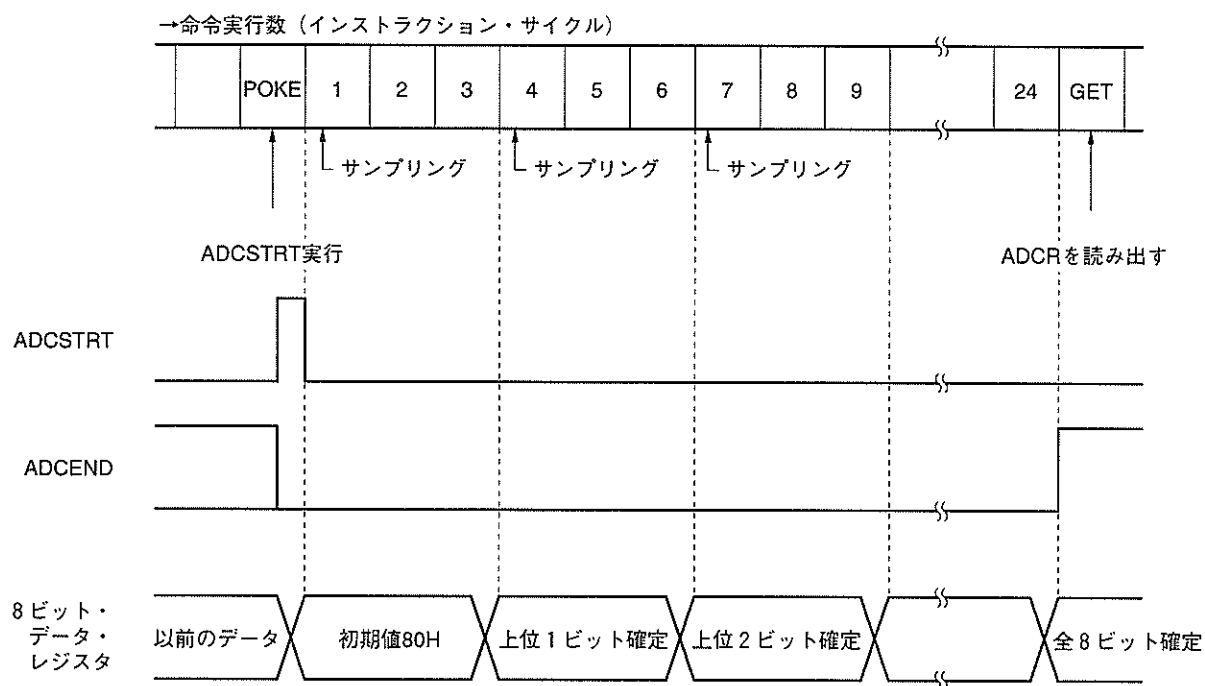 →命令実行数（インストラクション・サイクル）
POKE 1 2 3 4 5 6 7 8 9 24 GET
サンプリング サンプリング サンプリング
ADCSTRT実行 ADCRを読み出す
ADCSTRT
ADCEND
8ビット・
データ・
レジスタ
以前のデータ 初期値80H 上位1ビット確定 上位2ビット確定 全8ビット確定